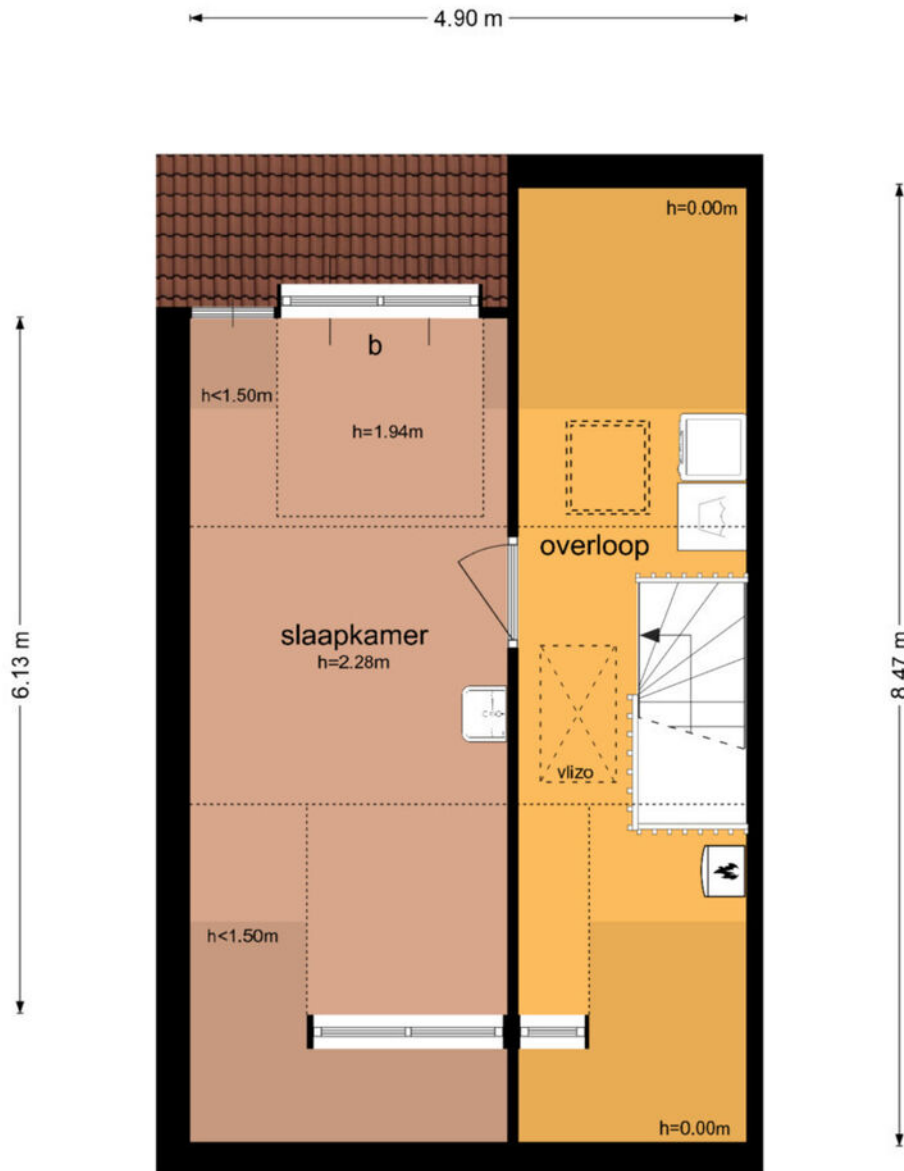 4.90 m
h=0.00m
b
h<1.50m
h=1.94m
overloop
slaapkamer
h=2.28m
6.13 m
8.47 m
vlizo
h<1.50m
h=0.00m